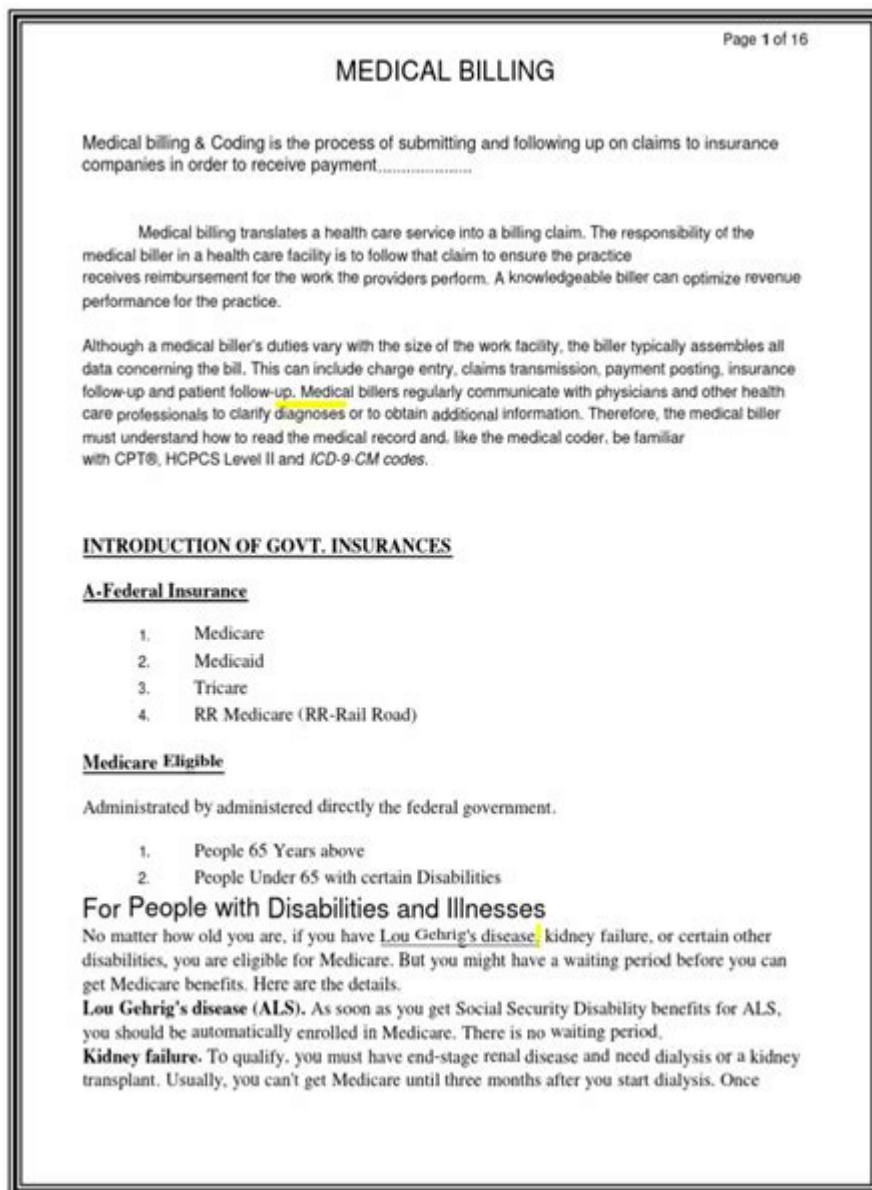 Page 1 of 16
MEDICAL BILLING
Medical billing & Coding is the process of submitting and following up on claims to insurance
companies in order to receive payment.......................
Medical billing translates a health care service into a billing claim. The responsibility of the
medical biller in a health care facility is to follow that claim to ensure the practice
receives reimbursement for the work the providers perform. A knowledgeable biller can optimize revenue
performance for the practice.
Although a medical biller's duties vary with the size of the work facility, the biller typically assembles all
data concerning the bill. This can include charge entry, claims transmission, payment posting, insurance
follow-up and patient follow-up. Medical billers regularly communicate with physicians and other health
care professionals to clarify diagnoses or to obtain additional information. Therefore, the medical biller
must understand how to read the medical record and, like the medical coder, be familiar
with CPT®, HCPCS Level II and ICD-9-CM codes.
INTRODUCTION OF GOVT. INSURANCES
A-Federal Insurance
1. Medicare
2. Medicaid
3. Tricare
4. RR Medicare (RR-Rail Road)
Medicare Eligible
Administrated by administered directly the federal government.
1. People 65 Years above
2. People Under 65 with certain Disabilities
For People with Disabilities and Illnesses
No matter how old you are, if you have Lou Gehrig's disease, kidney failure, or certain other
disabilities, you are eligible for Medicare. But you might have a waiting period before you can
get Medicare benefits. Here are the details.
Lou Gehrig's disease (ALS). As soon as you get Social Security Disability benefits for ALS,
you should be automatically enrolled in Medicare. There is no waiting period.
Kidney failure. To qualify, you must have end-stage renal disease and need dialysis or a kidney
transplant. Usually, you can't get Medicare until three months after you start dialysis. Once